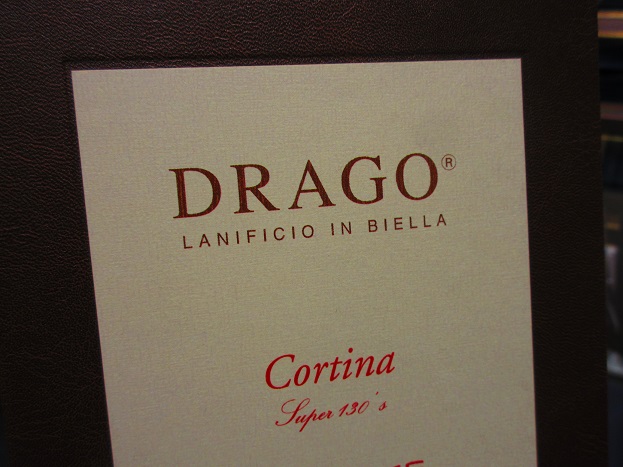 DRAGO®
LANIFICIO IN BIELLA
Cortina
Super 130's